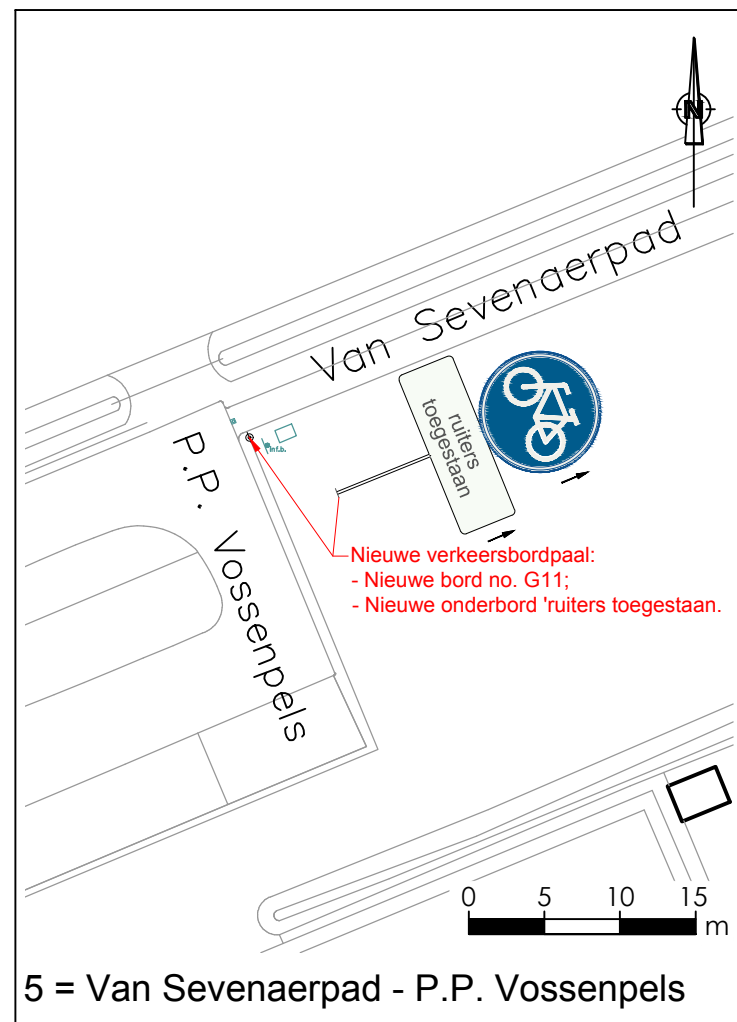 N
Van Sevenaerpad
ruiters
toegestaan
P.P. Vossenpels
inf.b.
Nieuwe verkeersbordpaal:
- Nieuwe bord no. G11;
- Nieuwe onderbord 'ruiters toegestaan.
0 5 10 15
m
5 = Van Sevenaerpad - P.P. Vossenpels